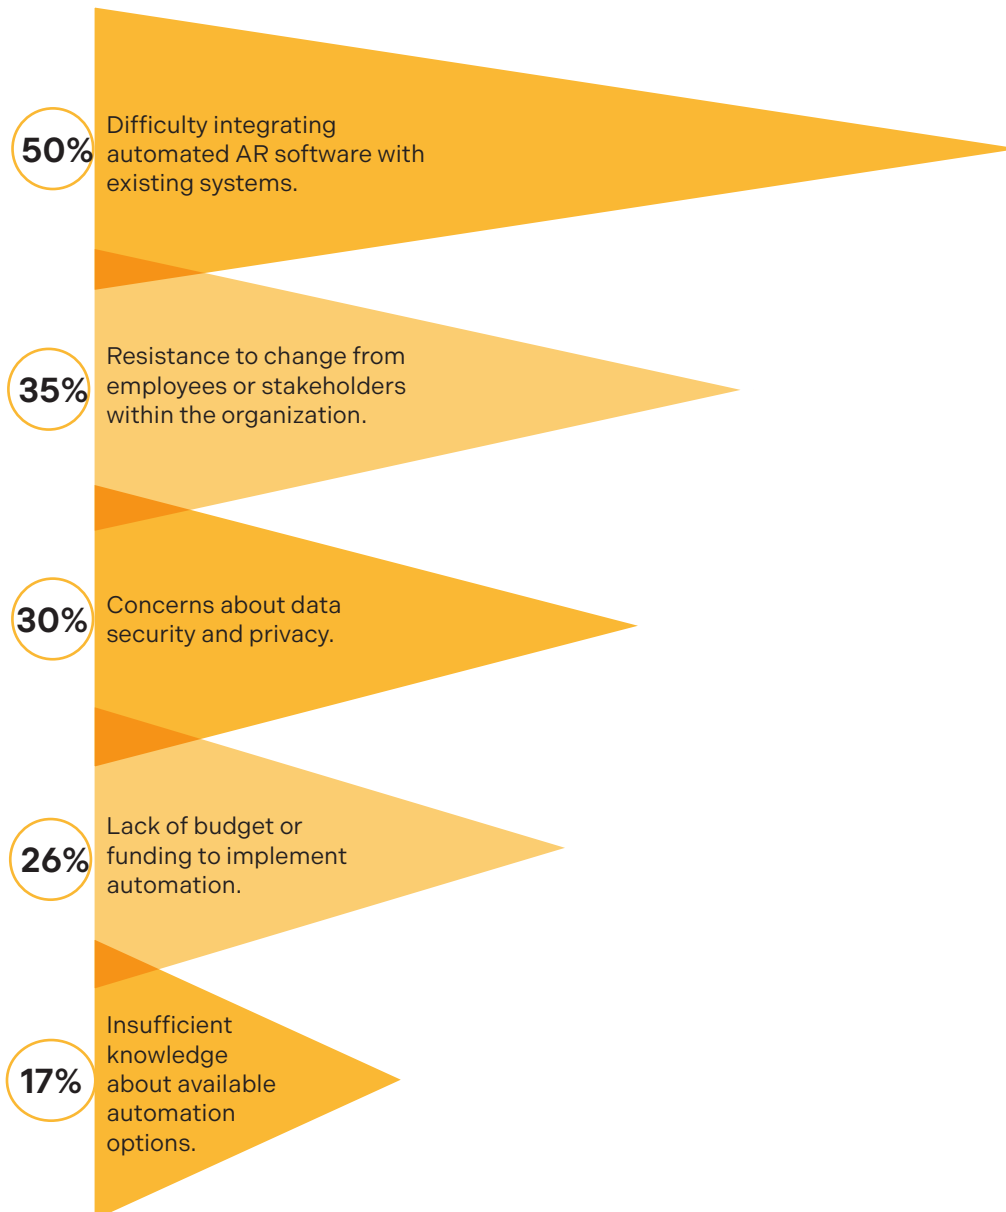 50%
Difficulty integrating
automated AR software with
existing systems.
35%
Resistance to change from
employees or stakeholders
within the organization.
30%
Concerns about data
security and privacy.
26%
Lack of budget or
funding to implement
automation.
17%
Insufficient
knowledge
about available
automation
options.